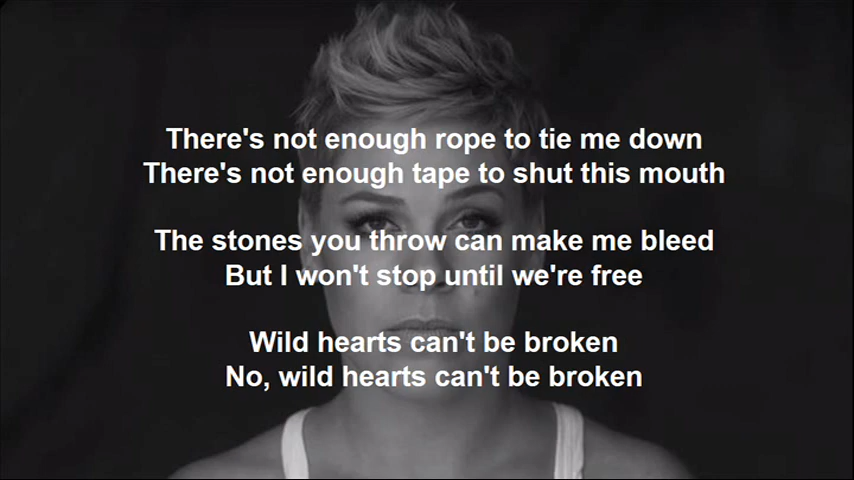 There's not enough rope to tie me down
There's not enough tape to shut this mouth
The stones you throw can make me bleed
But I won't stop until we're free
Wild hearts can't be broken
No, wild hearts can't be broken